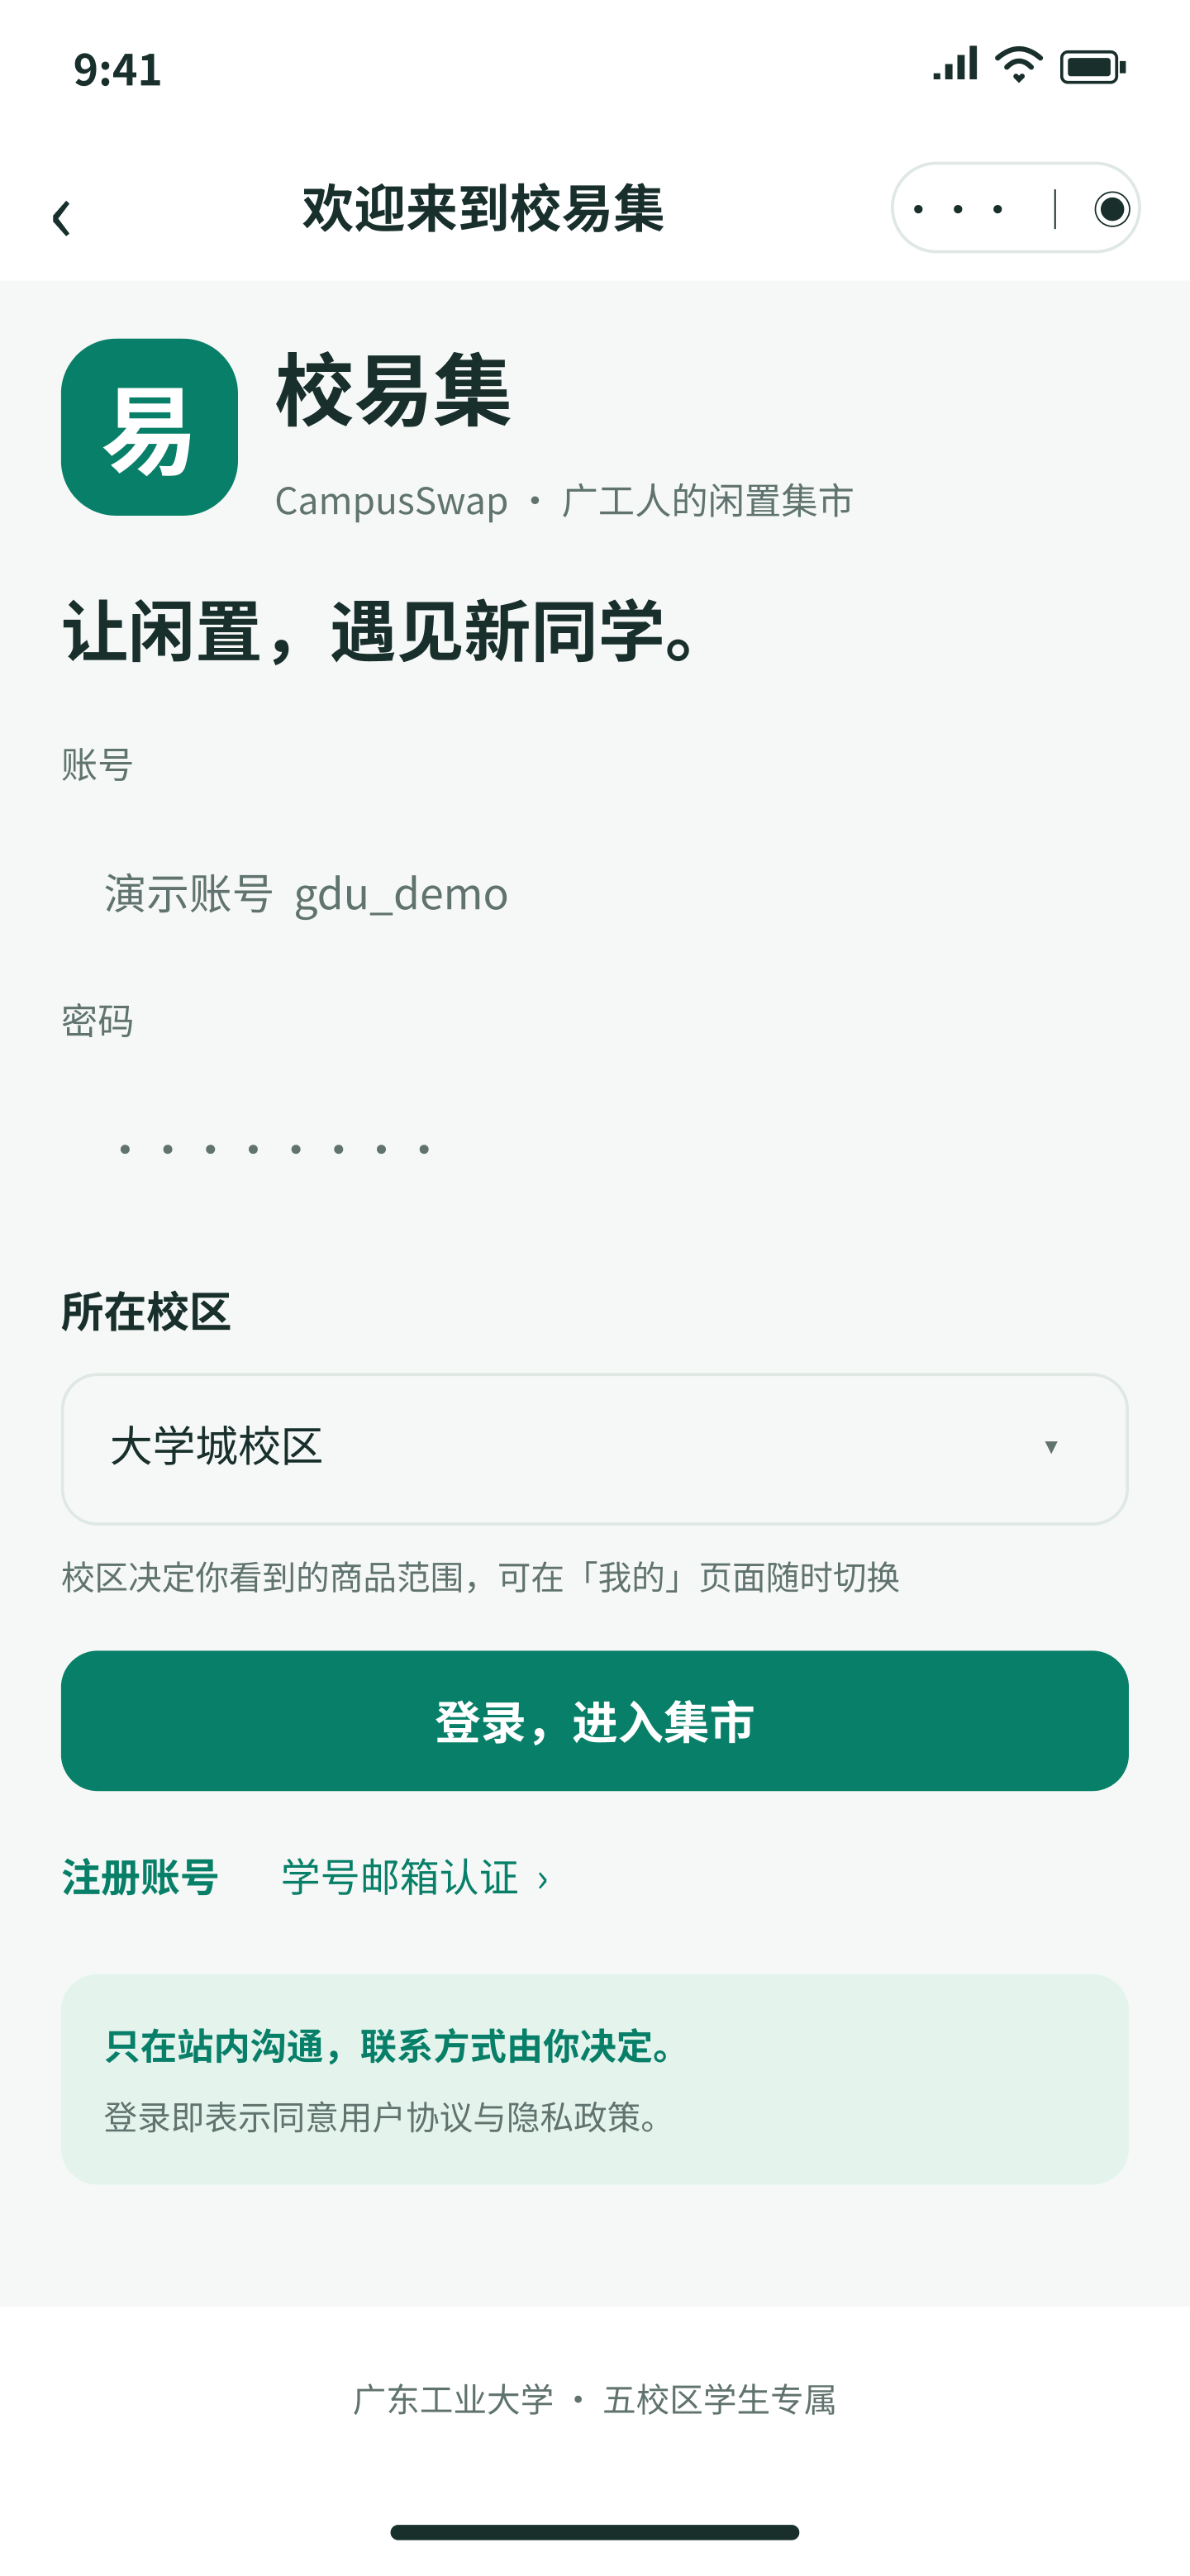 9:41
欢迎来到校易集
易
校易集
CampusSwap · 广工人的闲置集市
让闲置，遇见新同学。
账号
演示账号 gdu_demo
密码
········
所在校区
大学城校区 ▾
校区决定你看到的商品范围，可在「我的」页面随时切换
登录，进入集市
注册账号 学号邮箱认证 ›
只在站内沟通，联系方式由你决定。
登录即表示同意用户协议与隐私政策。
广东工业大学 · 五校区学生专属